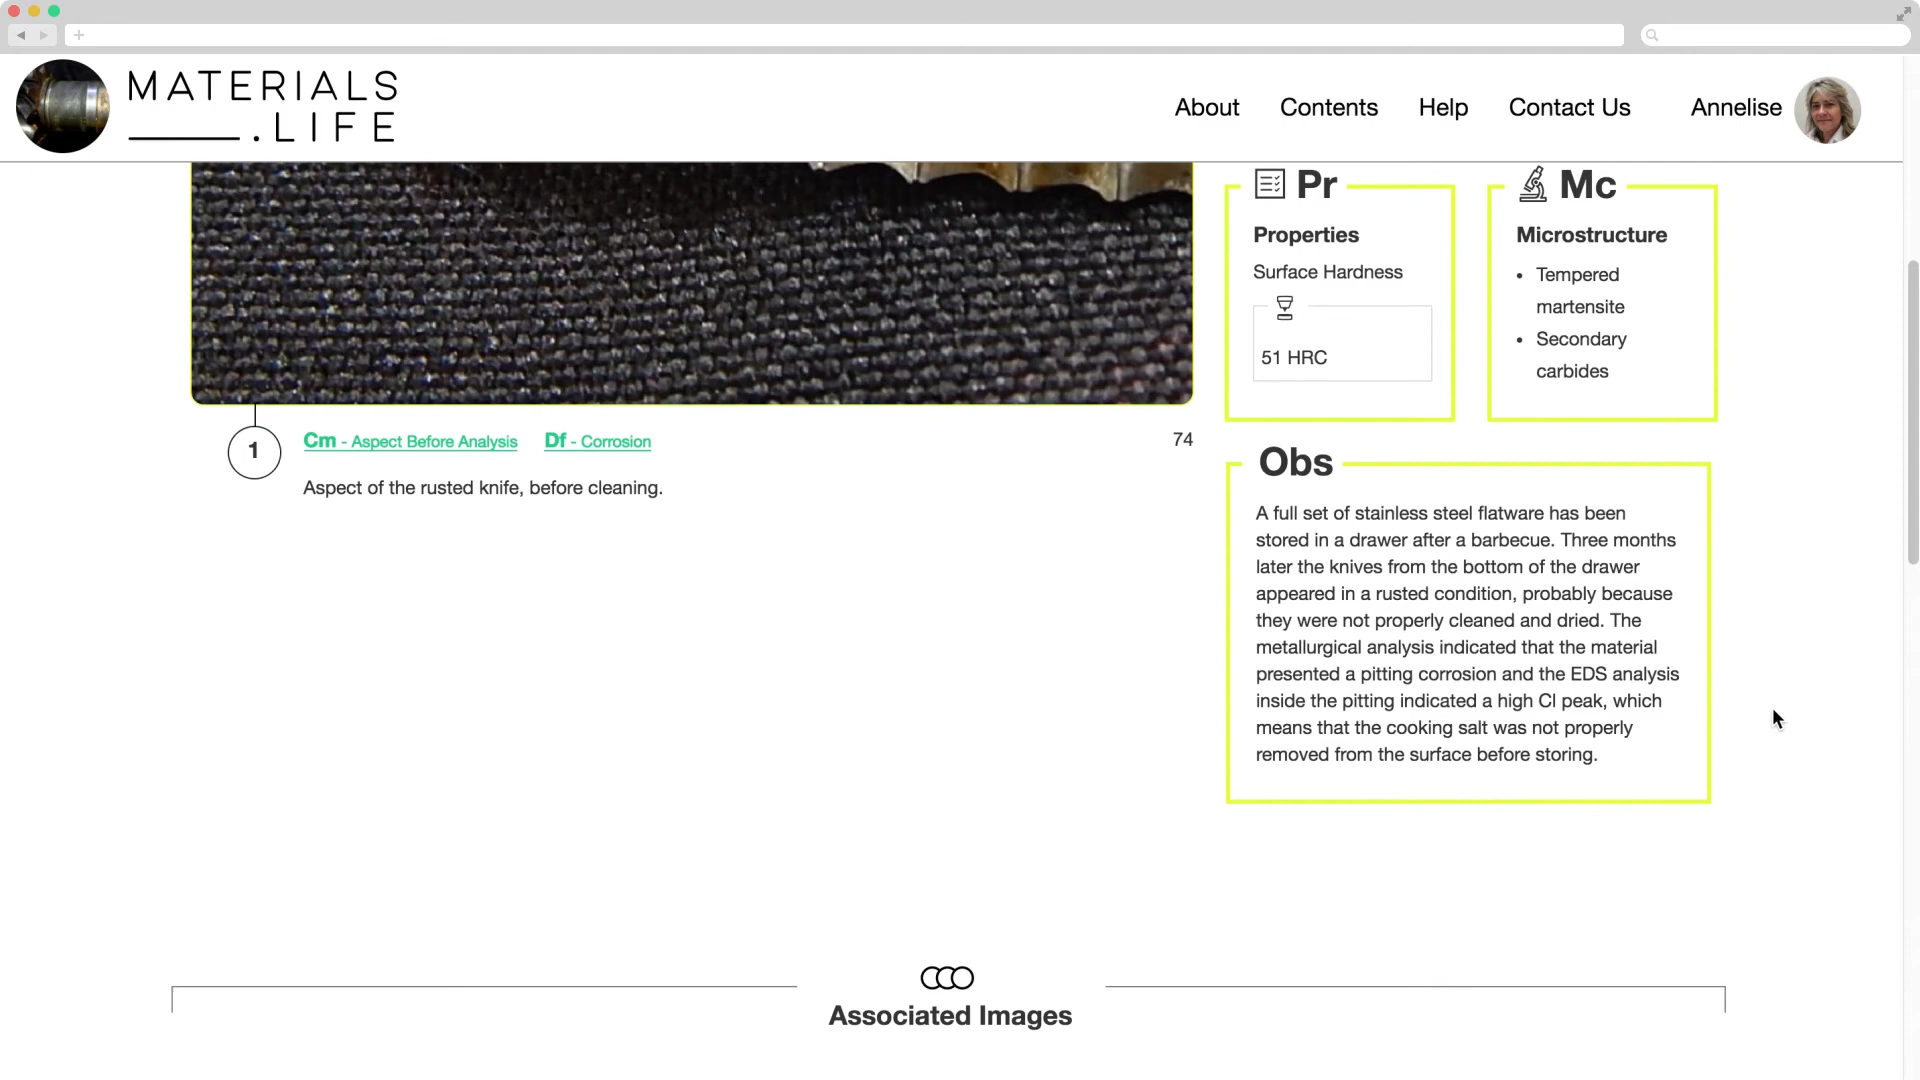 MATERIALS
.LIFE
About Contents Help Contact Us Annelise
Pr
Properties
Surface Hardness
51 HRC
Mc
Microstructure
• Tempered
martensite
• Secondary
carbides
1
Cm - Aspect Before Analysis Df - Corrosion
74
Aspect of the rusted knife, before cleaning.
Obs
A full set of stainless steel flatware has been
stored in a drawer after a barbecue. Three months
later the knives from the bottom of the drawer
appeared in a rusted condition, probably because
they were not properly cleaned and dried. The
metallurgical analysis indicated that the material
presented a pitting corrosion and the EDS analysis
inside the pitting indicated a high Cl peak, which
means that the cooking salt was not properly
removed from the surface before storing.
Associated Images